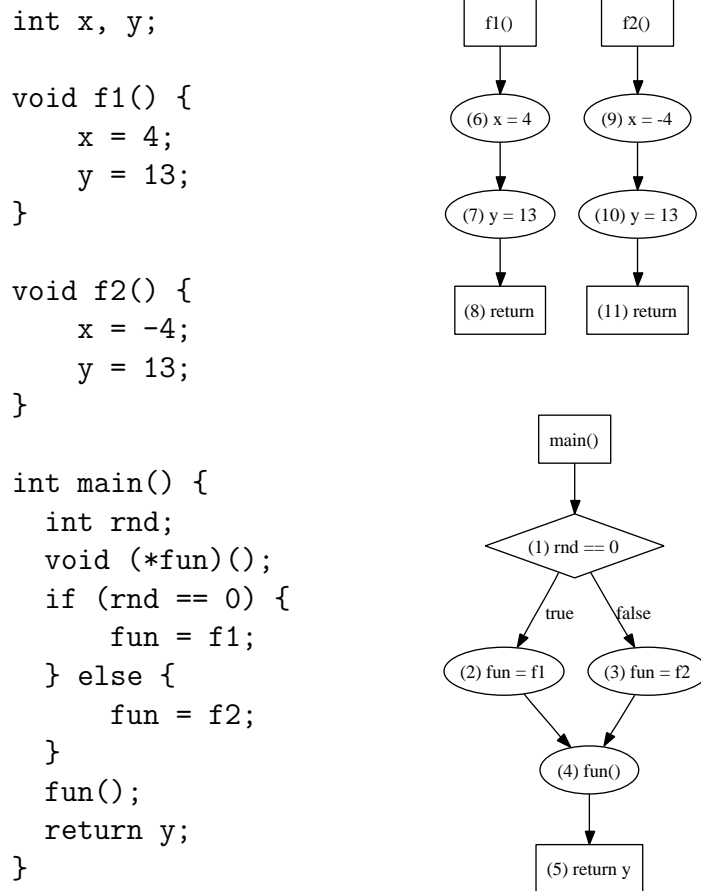 int x, y;
void f1() {
x = 4;
y = 13;
}
void f2() {
x = -4;
y = 13;
}
int main() {
int rnd;
void (*fun)();
if (rnd == 0) {
fun = f1;
} else {
fun = f2;
}
fun();
return y;
}
f1()
(6) x = 4
(7) y = 13
(8) return
f2()
(9) x = -4
(10) y = 13
(11) return
main()
(1) rnd == 0
true
false
(2) fun = f1
(3) fun = f2
(4) fun()
(5) return y